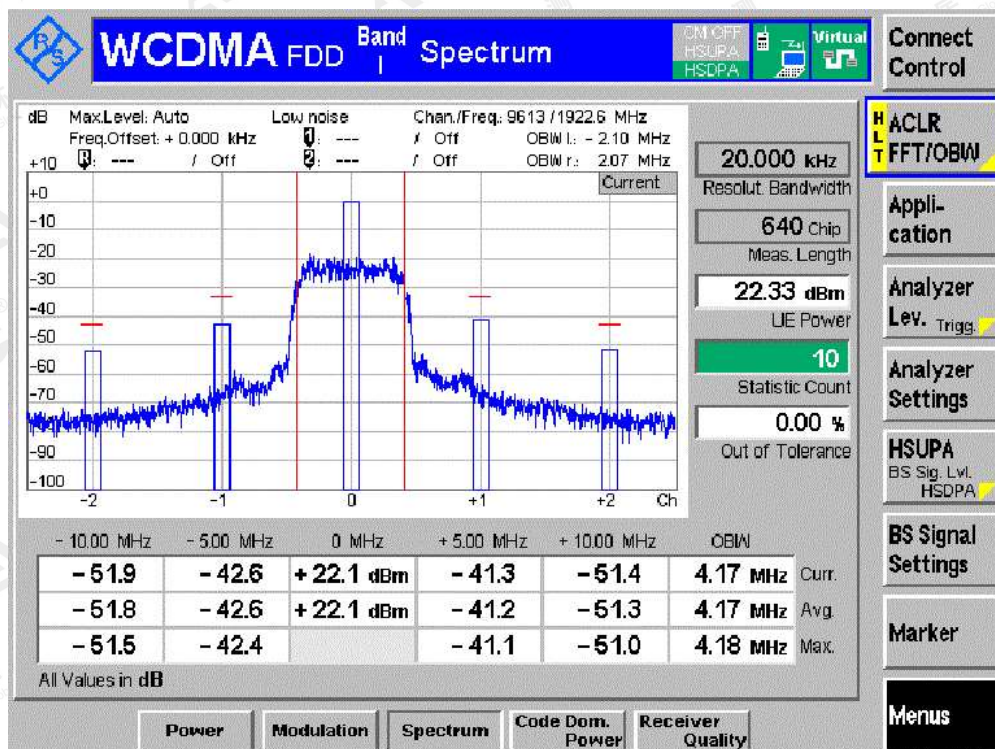 R&S
WCDMA FDD Band I Spectrum
CM OFF
HSUPA
HSDPA
Virtual
Connect
Control
dB Max.Level: Auto Low noise Chan./Freq.: 9613 / 1922.6 MHz
Freq.Offset: + 0.000 kHz 1: --- / Off OBW l.: - 2.10 MHz
R: --- / Off 2: --- / Off OBW r.: 2.07 MHz
Current
+10
+0
-10
-20
-30
-40
-50
-60
-70
-90
-100
-2 -1 0 +1 +2 Ch
20.000 kHz
Resolut. Bandwidth
640 Chip
Meas. Length
22.33 dBm
UE Power
10
Statistic Count
0.00 %
Out of Tolerance
HLT
ACLR
FFT/OBW
Appli-
cation
Analyzer
Lev. Trigg.
Analyzer
Settings
HSUPA
BS Sig. Lvl.
HSDPA
BS Signal
Settings
Marker
Menus
- 10.00 MHz - 5.00 MHz 0 MHz + 5.00 MHz + 10.00 MHz OBW
- 51.9 - 42.6 + 22.1 dBm - 41.3 - 51.4 4.17 MHz Curr.
- 51.8 - 42.6 + 22.1 dBm - 41.2 - 51.3 4.17 MHz Avg.
- 51.5 - 42.4 - 41.1 - 51.0 4.18 MHz Max.
All Values in dB
Power
Modulation
Spectrum
Code Dom.
Power
Receiver
Quality